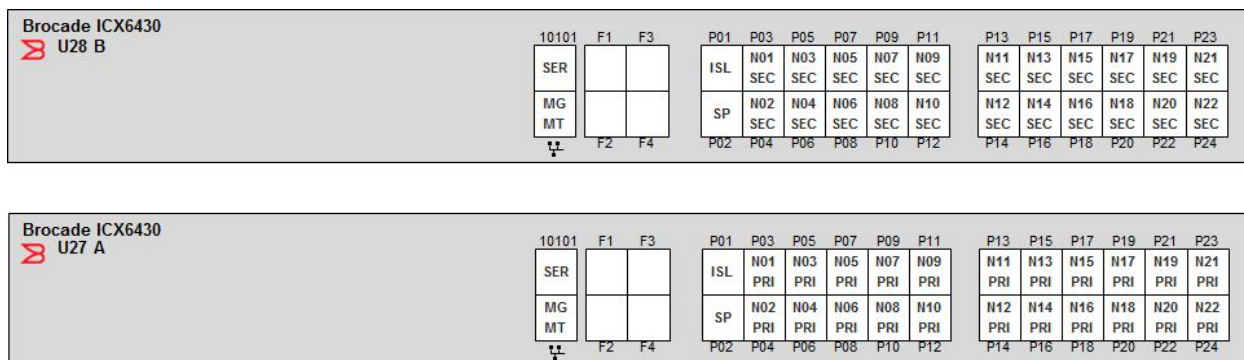 Brocade ICX6430
U28 B
10101 F1 F3 P01 P03 P05 P07 P09 P11 P13 P15 P17 P19 P21 P23
SER ISL N01 N03 N05 N07 N09 N11 N13 N15 N17 N19 N21
SEC SEC SEC SEC SEC SEC SEC SEC SEC SEC SEC
MG SP N02 N04 N06 N08 N10 N12 N14 N16 N18 N20 N22
MT SEC SEC SEC SEC SEC SEC SEC SEC SEC SEC SEC
F2 F4 P02 P04 P06 P08 P10 P12 P14 P16 P18 P20 P22 P24
Brocade ICX6430
U27 A
10101 F1 F3 P01 P03 P05 P07 P09 P11 P13 P15 P17 P19 P21 P23
SER ISL N01 N03 N05 N07 N09 N11 N13 N15 N17 N19 N21
PRI PRI PRI PRI PRI PRI PRI PRI PRI PRI PRI
MG SP N02 N04 N06 N08 N10 N12 N14 N16 N18 N20 N22
MT PRI PRI PRI PRI PRI PRI PRI PRI PRI PRI PRI
F2 F4 P02 P04 P06 P08 P10 P12 P14 P16 P18 P20 P22 P24